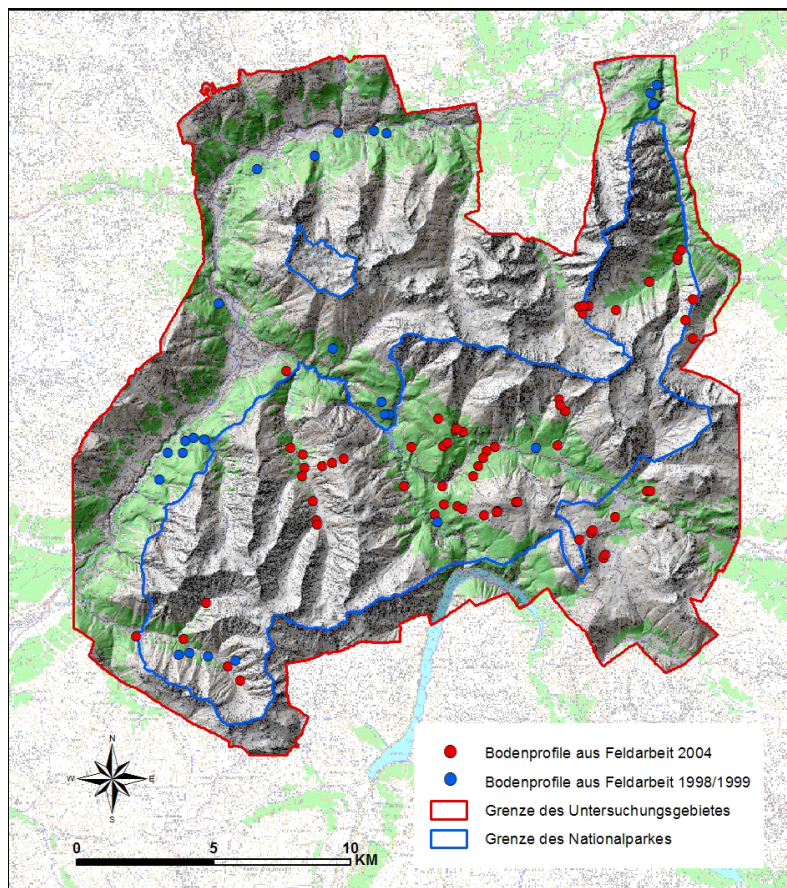 N
W
E
S
0
5
10
KM
Bodenprofile aus Feldarbeit 2004
Bodenprofile aus Feldarbeit 1998/1999
Grenze des Untersuchungsgebietes
Grenze des Nationalparkes